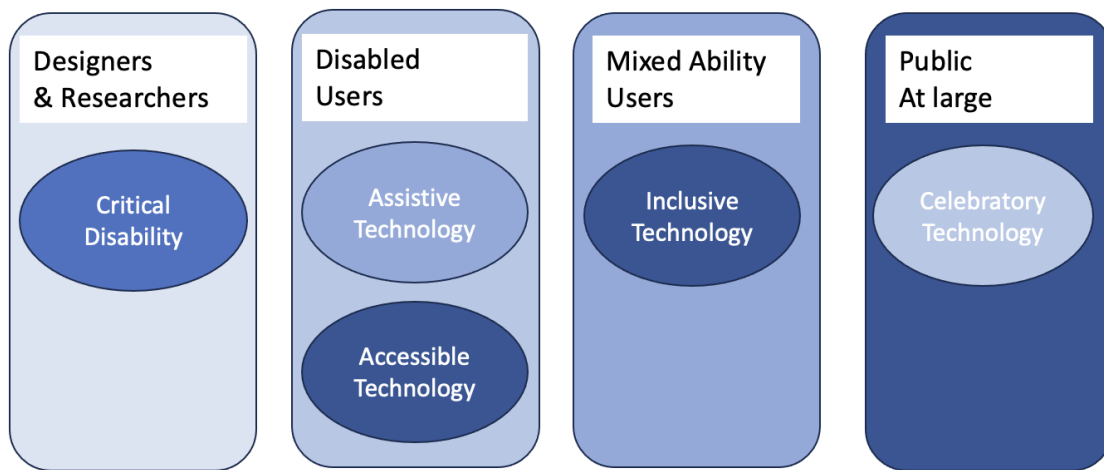 Designers
& Researchers
Critical
Disability
Disabled
Users
Assistive
Technology
Accessible
Technology
Mixed Ability
Users
Inclusive
Technology
Public
At large
Celebratory
Technology